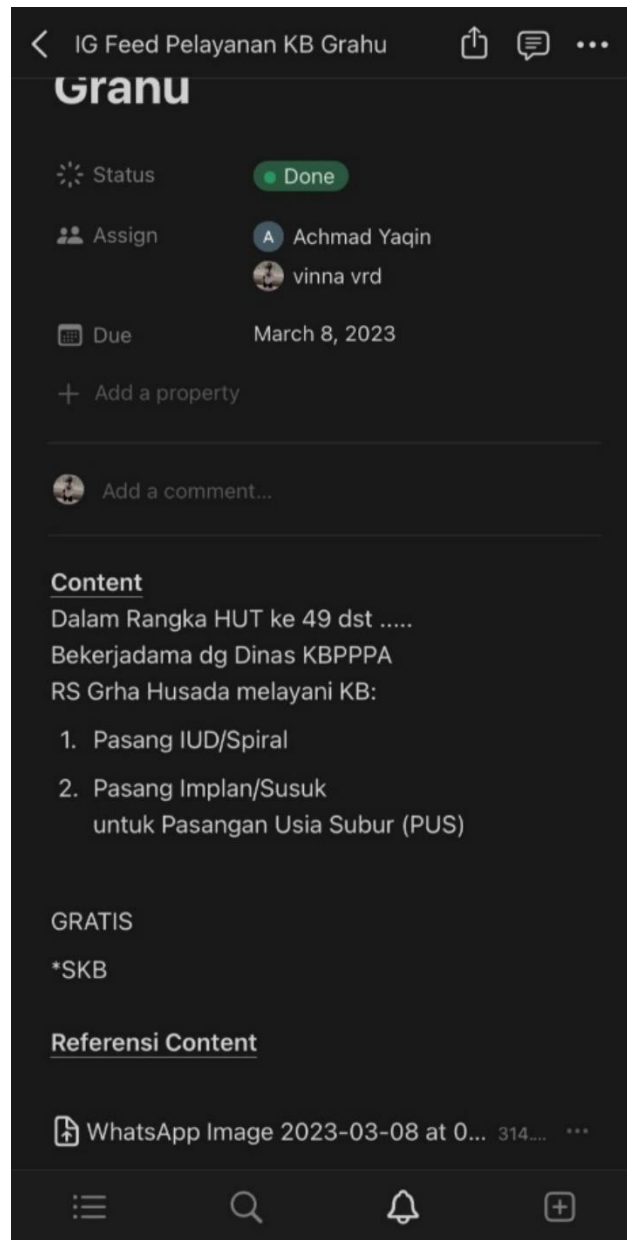 IG Feed Pelayanan KB Grahu
Grahu
Status
Done
Assign
A Achmad Yaqin
vinna vrd
Due
March 8, 2023
Add a property
Add a comment...
Content
Dalam Rangka HUT ke 49 dst .....
Bekerjadama dg Dinas KBPPPA
RS Grha Husada melayani KB:
1. Pasang IUD/Spiral
2. Pasang Implan/Susuk
untuk Pasangan Usia Subur (PUS)
GRATIS
*SKB
Referensi Content
WhatsApp Image 2023-03-08 at 0... 314....